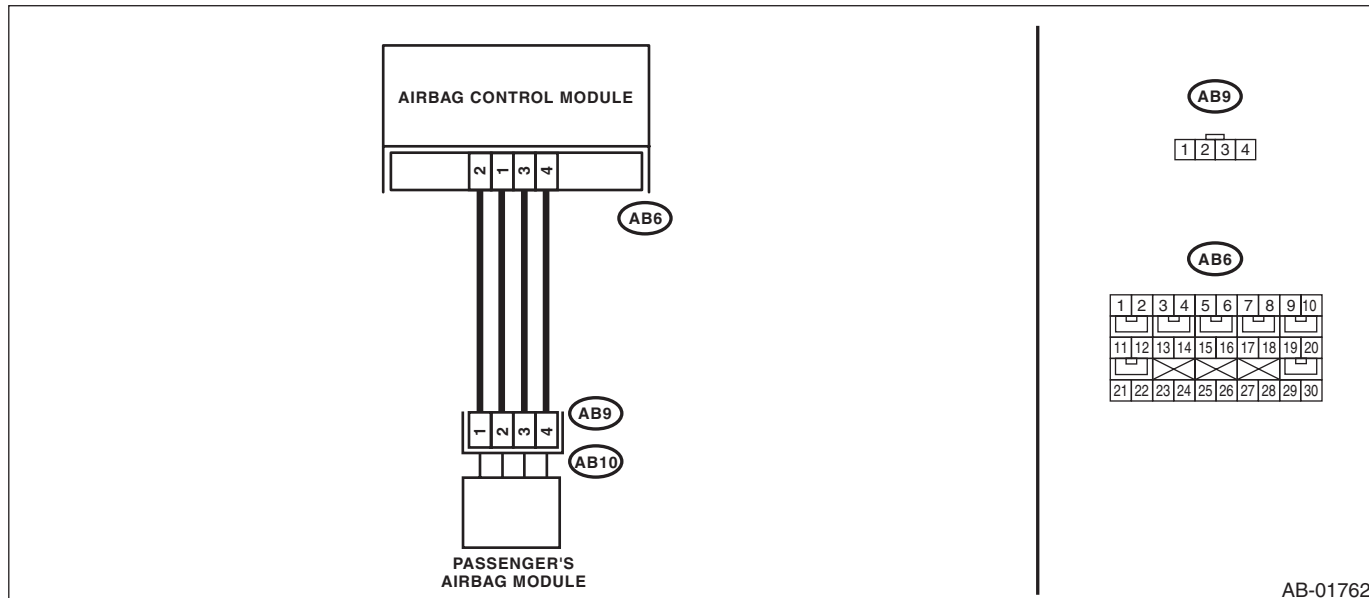 AIRBAG CONTROL MODULE
2 1 3 4
AB6
1 2 3 4
AB9
AB10
PASSENGER'S
AIRBAG MODULE
AB9
1 2 3 4
AB6
1 2 3 4 5 6 7 8 9 10
11 12 13 14 15 16 17 18 19 20
21 22 23 24 25 26 27 28 29 30
AB-01762